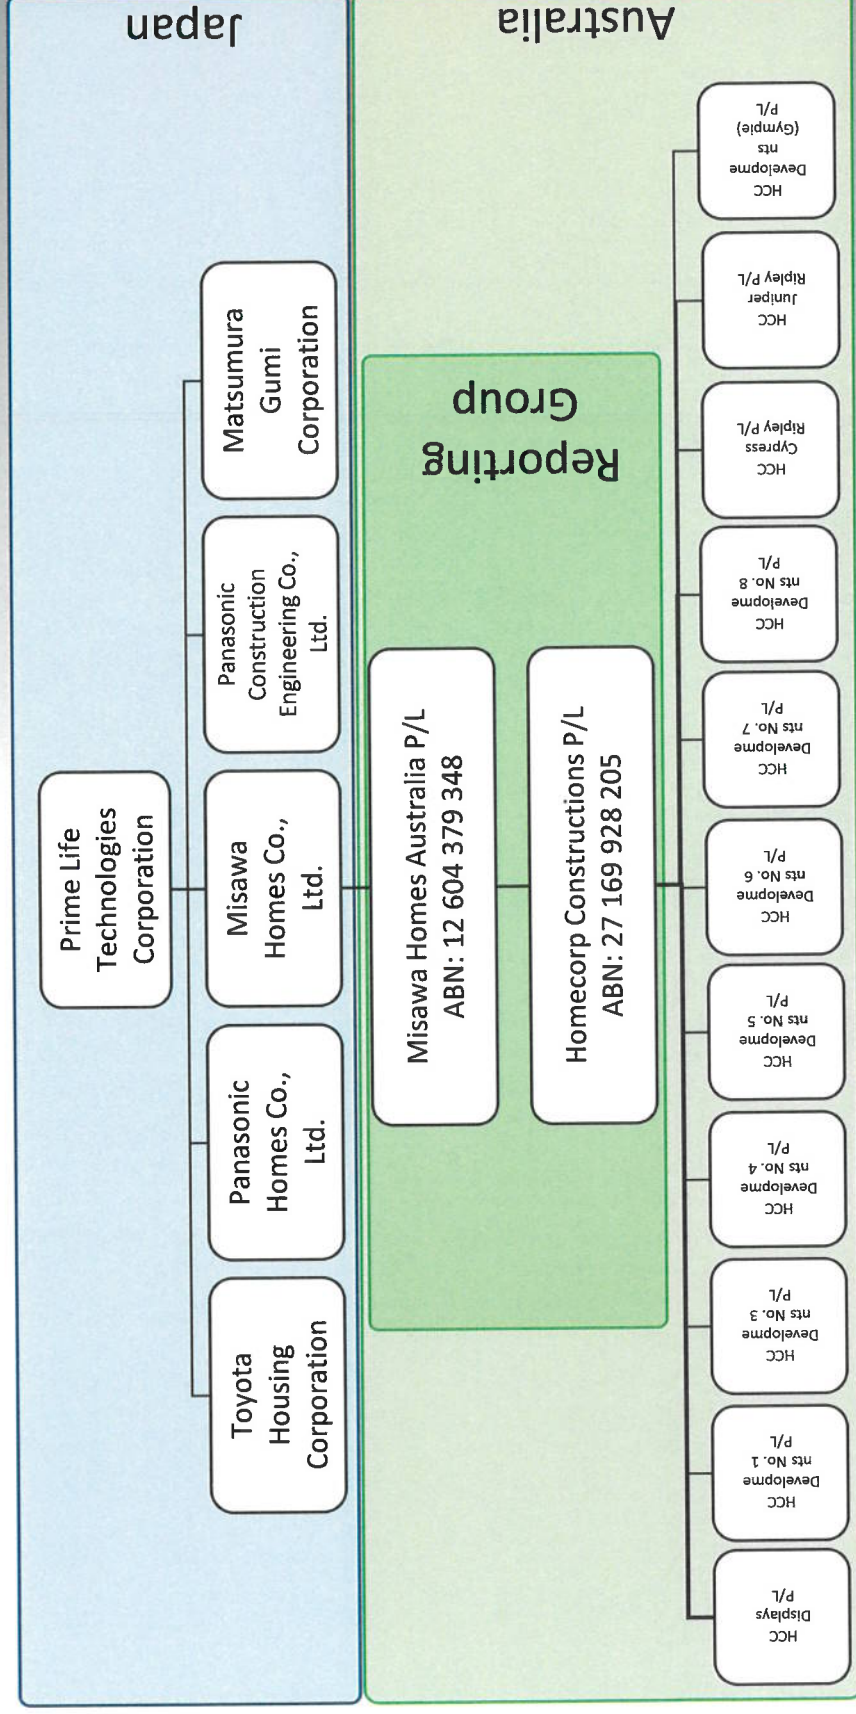 Japan
Prime Life
Technologies
Corporation
Toyota
Housing
Corporation
Panasonic
Homes Co.,
Ltd.
Misawa
Homes Co.,
Ltd.
Panasonic
Construction
Engineering Co.,
Ltd.
Matsumura
Gumi
Corporation
Australia
Reporting
Group
Misawa Homes Australia P/L
ABN: 12 604 379 348
Homecorp Constructions P/L
ABN: 27 169 928 205
HCC
Displays
P/L
HCC
Developme
nts No. 1
P/L
HCC
Developme
nts No. 3
P/L
HCC
Developme
nts No. 4
P/L
HCC
Developme
nts No. 5
P/L
HCC
Developme
nts No. 6
P/L
HCC
Developme
nts No. 7
P/L
HCC
Developme
nts No. 8
P/L
HCC
Cypress
Ripley P/L
HCC
Juniper
Ripley P/L
HCC
Developme
nts
(Gympie)
P/L